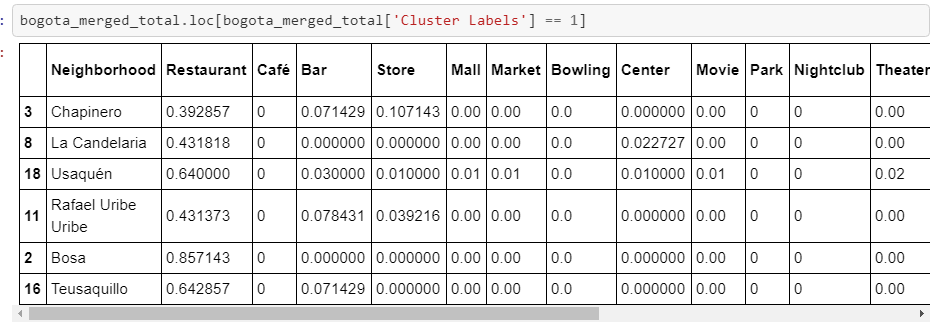 : bogota_merged_total.loc[bogota_merged_total['Cluster Labels'] == 1]
:
Neighborhood Restaurant Café Bar Store Mall Market Bowling Center Movie Park Nightclub Theater
3 Chapinero 0.392857 0 0.071429 0.107143 0.00 0.00 0.0 0.000000 0.00 0 0 0.00
8 La Candelaria 0.431818 0 0.000000 0.000000 0.00 0.00 0.0 0.022727 0.00 0 0 0.00
18 Usaquén 0.640000 0 0.030000 0.010000 0.01 0.01 0.0 0.010000 0.01 0 0 0.02
11 Rafael Uribe Uribe 0.431373 0 0.078431 0.039216 0.00 0.00 0.0 0.000000 0.00 0 0 0.00
2 Bosa 0.857143 0 0.000000 0.000000 0.00 0.00 0.0 0.000000 0.00 0 0 0.00
16 Teusaquillo 0.642857 0 0.071429 0.000000 0.00 0.00 0.0 0.000000 0.00 0 0 0.00